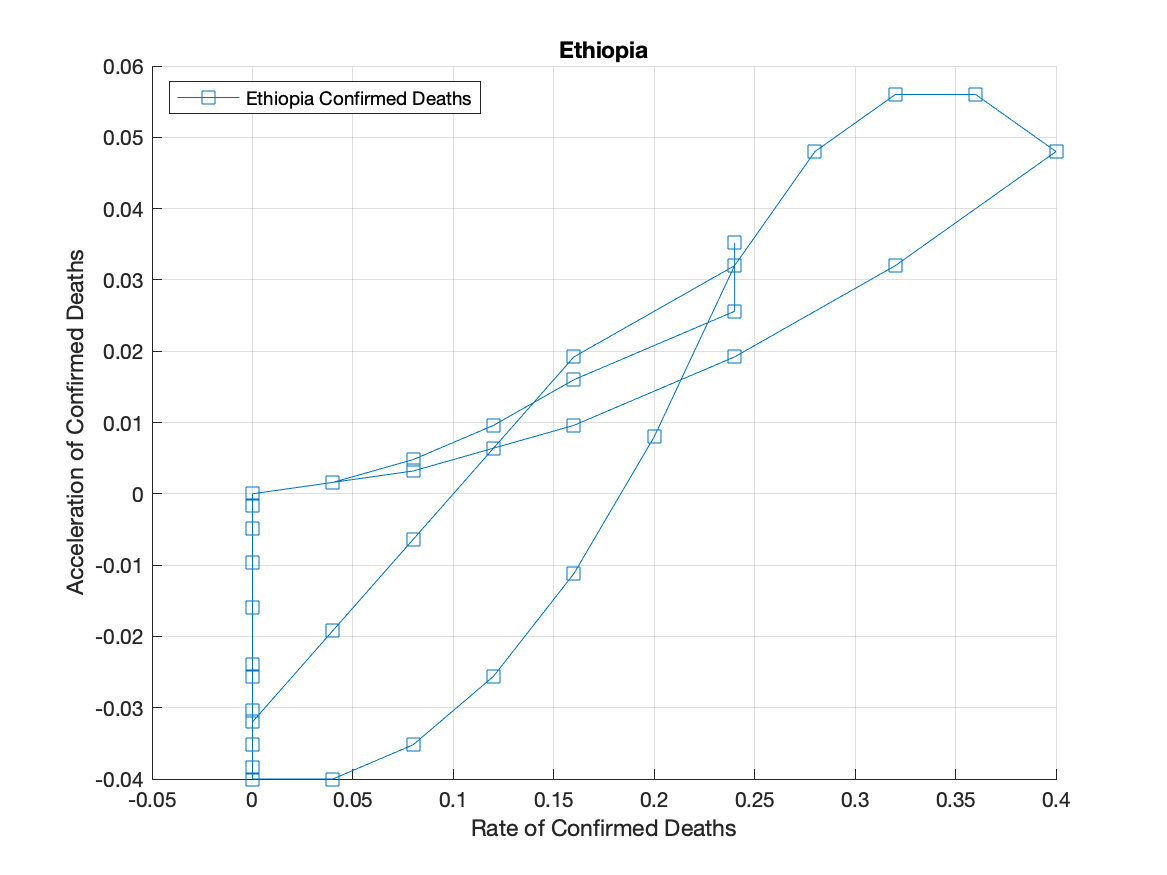 Ethiopia
Ethiopia Confirmed Deaths
0.06
0.05
0.04
0.03
0.02
0.01
0
-0.01
-0.02
-0.03
-0.04
Acceleration of Confirmed Deaths
-0.05 0 0.05 0.1 0.15 0.2 0.25 0.3 0.35 0.4
Rate of Confirmed Deaths